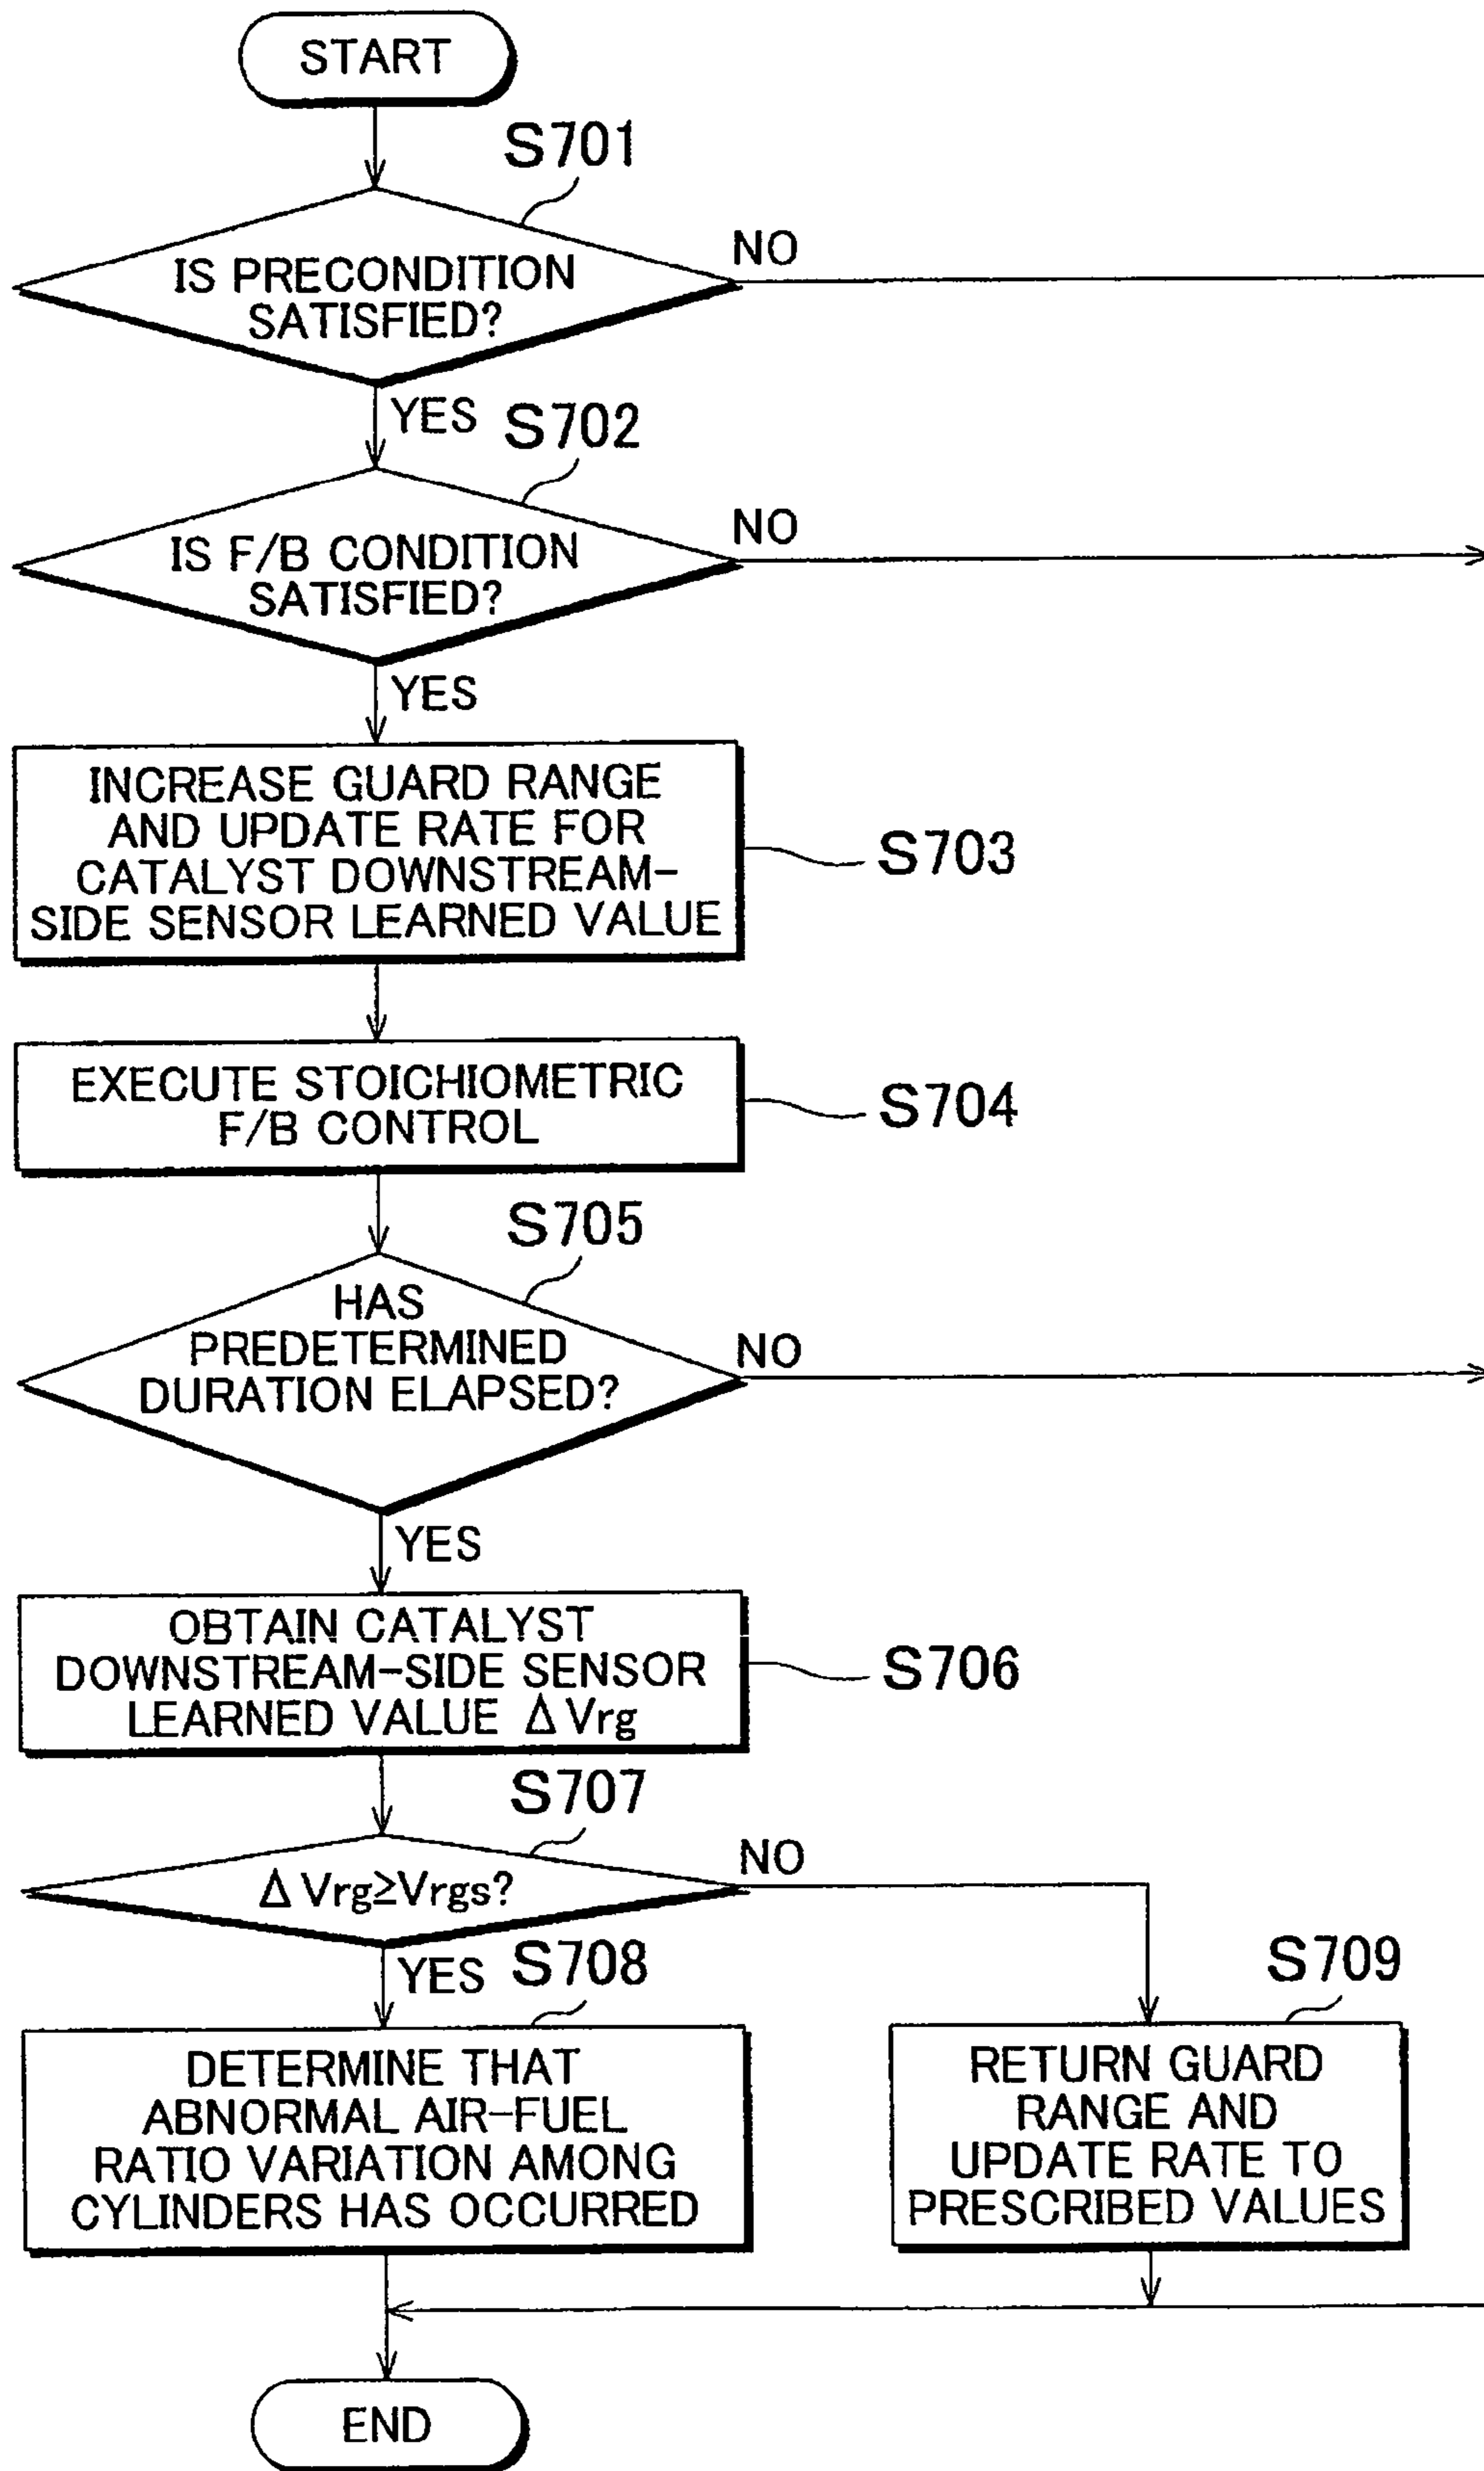 START
S701
IS PRECONDITION
SATISFIED?
NO
YES
S702
IS F/B CONDITION
SATISFIED?
NO
YES
INCREASE GUARD RANGE
AND UPDATE RATE FOR
CATALYST DOWNSTREAM-
SIDE SENSOR LEARNED VALUE
S703
EXECUTE STOICHIOMETRIC
F/B CONTROL
S704
S705
HAS
PREDETERMINED
DURATION ELAPSED?
NO
YES
OBTAIN CATALYST
DOWNSTREAM-SIDE SENSOR
LEARNED VALUE Δ Vrg
S706
S707
Δ Vrg≥Vrgs?
NO
YES
S708
DETERMINE THAT
ABNORMAL AIR-FUEL
RATIO VARIATION AMONG
CYLINDERS HAS OCCURRED
S709
RETURN GUARD
RANGE AND
UPDATE RATE TO
PRESCRIBED VALUES
END